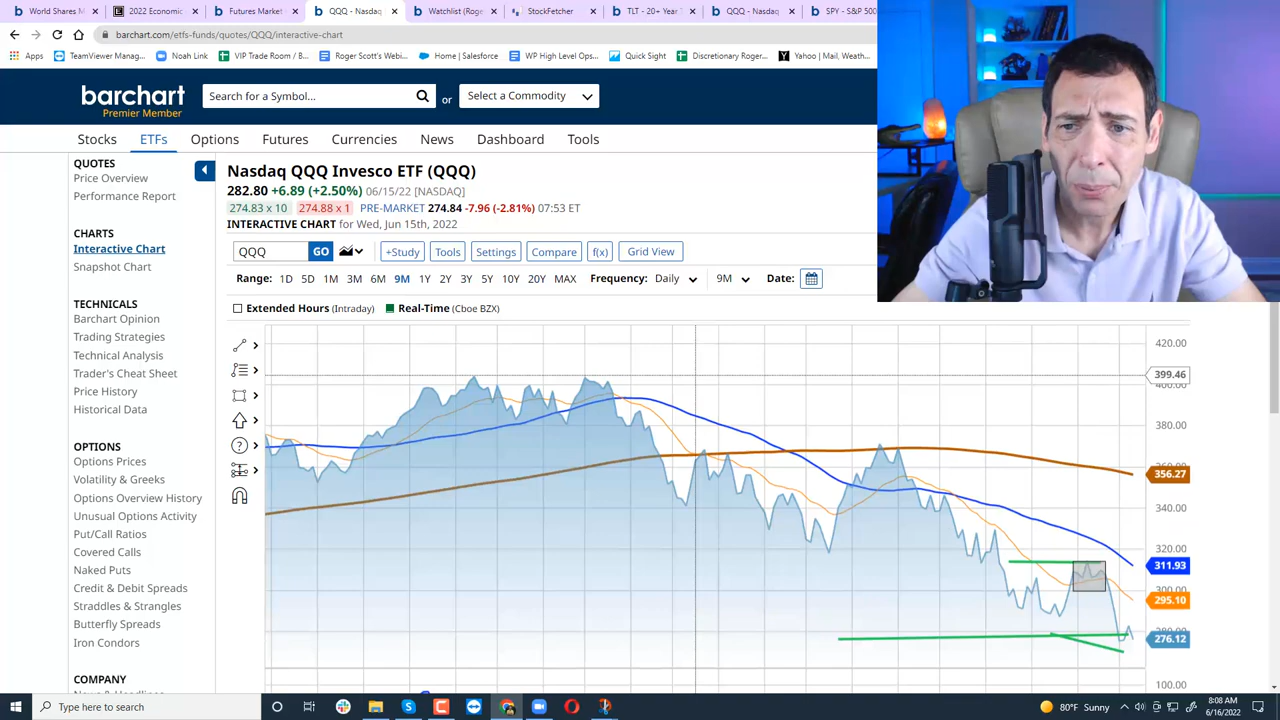 World Shares M
2022 Economic
Futures Market
QQQ - Nasdaq
Watchlist (Roge
StockFetcher
TLT - 20+ Year T
QQQ - Nasdaq
SPY - S&P 500
barchart.com/etfs-funds/quotes/QQQ/interactive-chart
Apps
TeamViewer Manag...
Noah Link
VIP Trade Room / B...
Roger Scott's Webi...
Home | Salesforce
WP High Level Ops...
Quick Sight
Discretionary Roger...
Yahoo | Mail, Weath...
barchart
Premier Member
Search for a Symbol...
or
Select a Commodity
Stocks
ETFs
Options
Futures
Currencies
News
Dashboard
Tools
QUOTES
Price Overview
Performance Report
CHARTS
Interactive Chart
Snapshot Chart
TECHNICALS
Barchart Opinion
Trading Strategies
Technical Analysis
Trader's Cheat Sheet
Price History
Historical Data
OPTIONS
Options Prices
Volatility & Greeks
Options Overview History
Unusual Options Activity
Put/Call Ratios
Covered Calls
Naked Puts
Credit & Debit Spreads
Straddles & Strangles
Butterfly Spreads
Iron Condors
COMPANY
Nasdaq QQQ Invesco ETF (QQQ)
282.80 +6.89 (+2.50%) 06/15/22 [NASDAQ]
274.83 x 10 274.88 x 1 PRE-MARKET 274.84 -7.96 (-2.81%) 07:53 ET
INTERACTIVE CHART for Wed, Jun 15th, 2022
QQQ GO +Study Tools Settings Compare f(x) Grid View
Range: 1D 5D 1M 3M 6M 9M 1Y 2Y 3Y 5Y 10Y 20Y MAX Frequency: Daily 9M Date:
Extended Hours (Intraday) Real-Time (Cboe BZX)
420.00
399.46
400.00
380.00
356.27
340.00
320.00
311.93
300.00
295.10
276.12
100.00
Type here to search
80°F Sunny
8:08 AM
6/16/2022